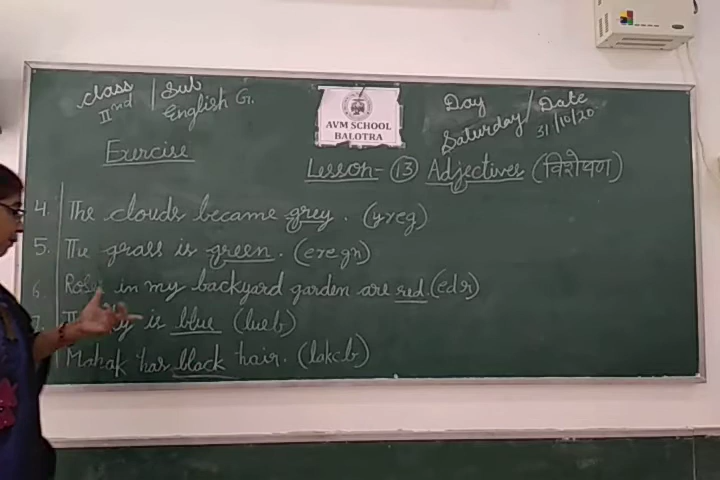 Class IInd | Sub English G.
AVM SCHOOL
BALOTRA
Day Saturday / Date 31/10/20
Exercise
Lesson - 13 Adjectives (विशेषण)
4. The clouds became grey. (yreg)
5. The grass is green. (eregn)
6. Roses in my backyard garden are red (edr)
is blue (lueb)
Mahak has black hair. (lakcb)